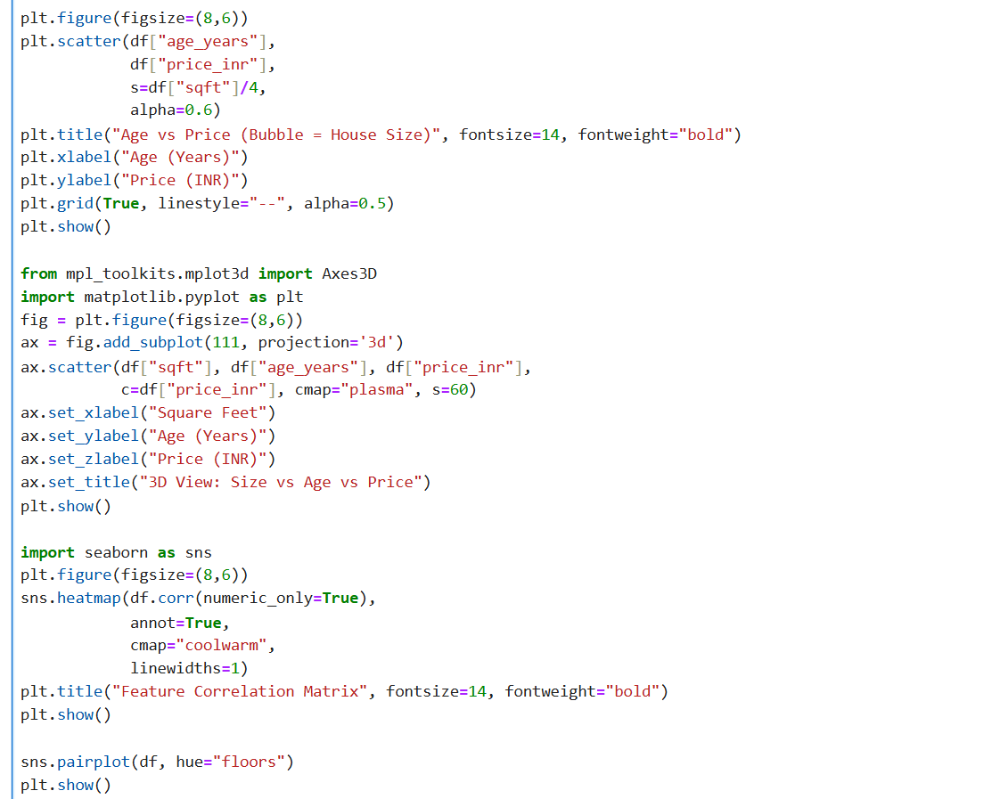 plt.figure(figsize=(8,6))
plt.scatter(df["age_years"],
            df["price_inr"],
            s=df["sqft"]/4,
            alpha=0.6)
plt.title("Age vs Price (Bubble = House Size)", fontsize=14, fontweight="bold")
plt.xlabel("Age (Years)")
plt.ylabel("Price (INR)")
plt.grid(True, linestyle="--", alpha=0.5)
plt.show()

from mpl_toolkits.mplot3d import Axes3D
import matplotlib.pyplot as plt
fig = plt.figure(figsize=(8,6))
ax = fig.add_subplot(111, projection='3d')
ax.scatter(df["sqft"], df["age_years"], df["price_inr"],
           c=df["price_inr"], cmap="plasma", s=60)
ax.set_xlabel("Square Feet")
ax.set_ylabel("Age (Years)")
ax.set_zlabel("Price (INR)")
ax.set_title("3D View: Size vs Age vs Price")
plt.show()

import seaborn as sns
plt.figure(figsize=(8,6))
sns.heatmap(df.corr(numeric_only=True),
            annot=True,
            cmap="coolwarm",
            linewidths=1)
plt.title("Feature Correlation Matrix", fontsize=14, fontweight="bold")
plt.show()

sns.pairplot(df, hue="floors")
plt.show()